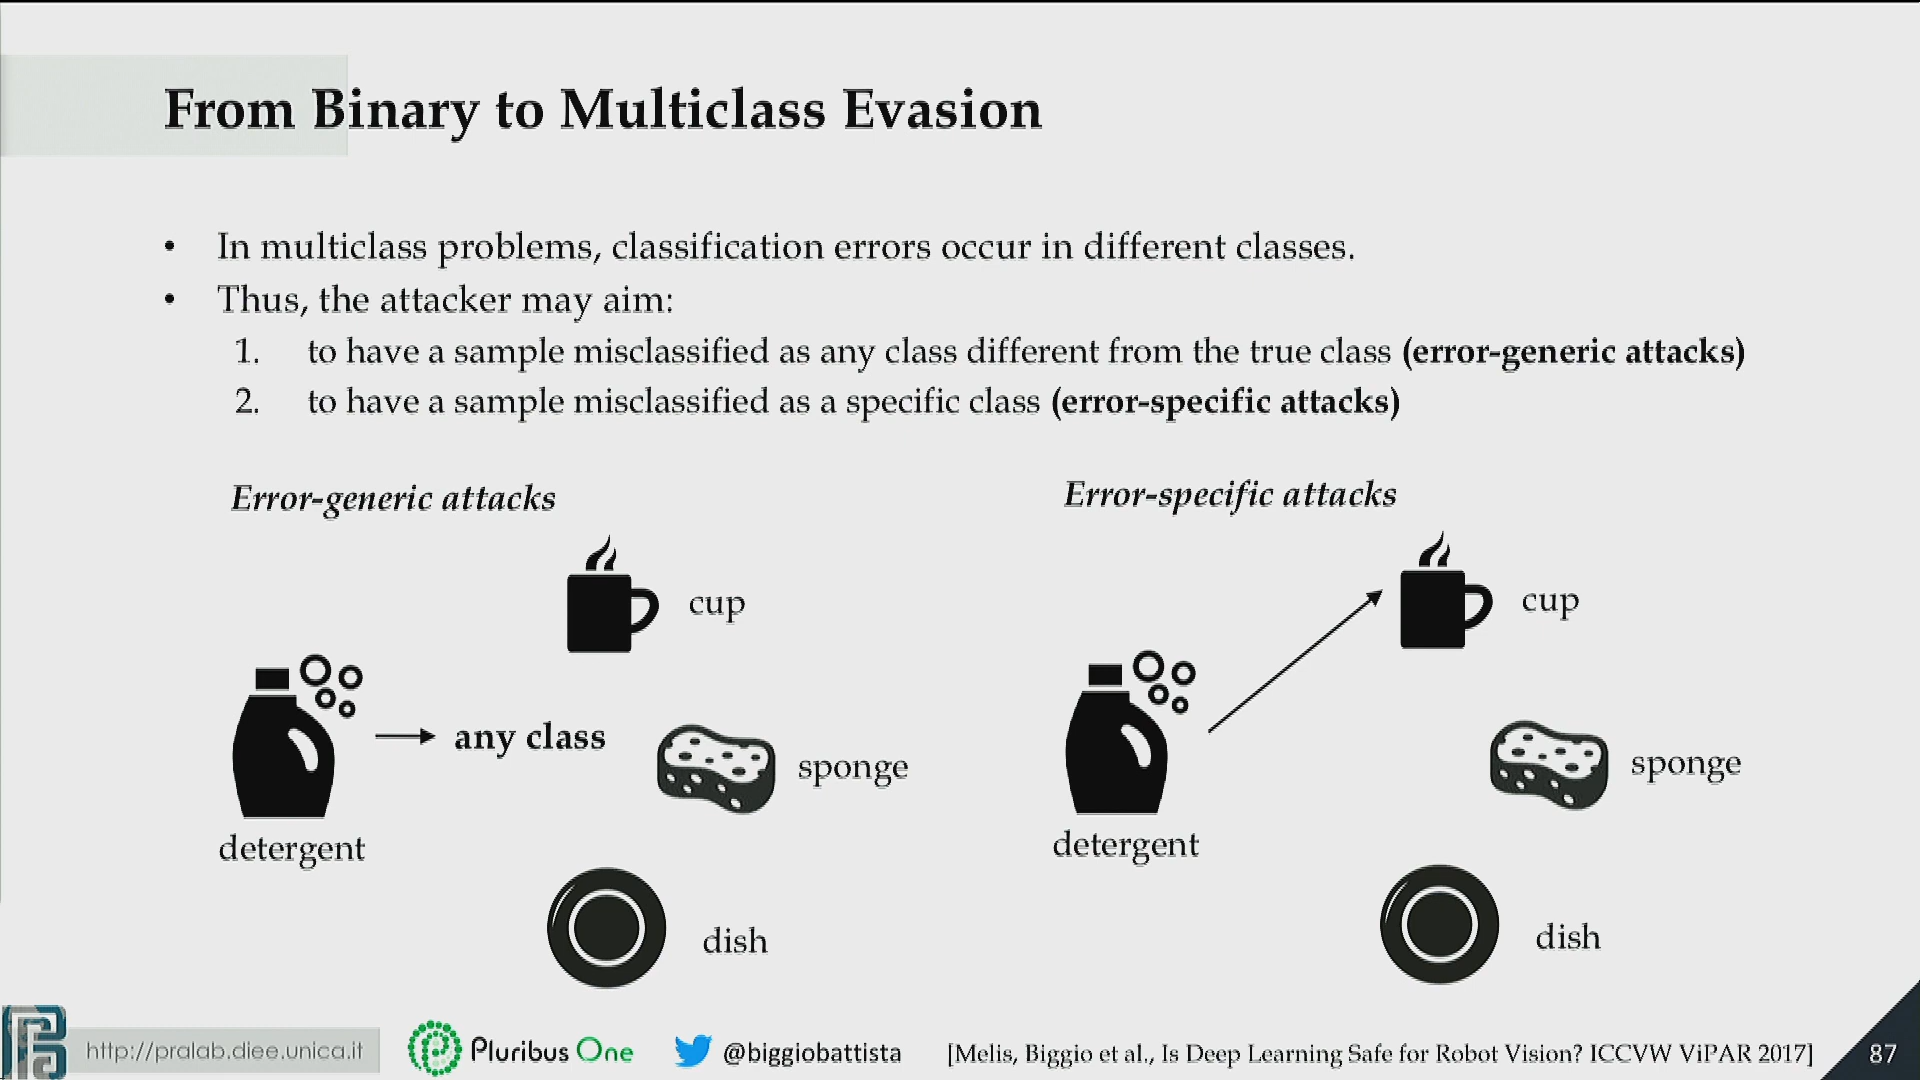 From Binary to Multiclass Evasion
• In multiclass problems, classification errors occur in different classes.
• Thus, the attacker may aim:
1. to have a sample misclassified as any class different from the true class (error-generic attacks)
2. to have a sample misclassified as a specific class (error-specific attacks)
Error-generic attacks
cup
any class
sponge
detergent
dish
Error-specific attacks
cup
sponge
detergent
dish
http://pralab.diee.unica.it
Pluribus One
@biggiobattista
[Melis, Biggio et al., Is Deep Learning Safe for Robot Vision? ICCVW ViPAR 2017]
87